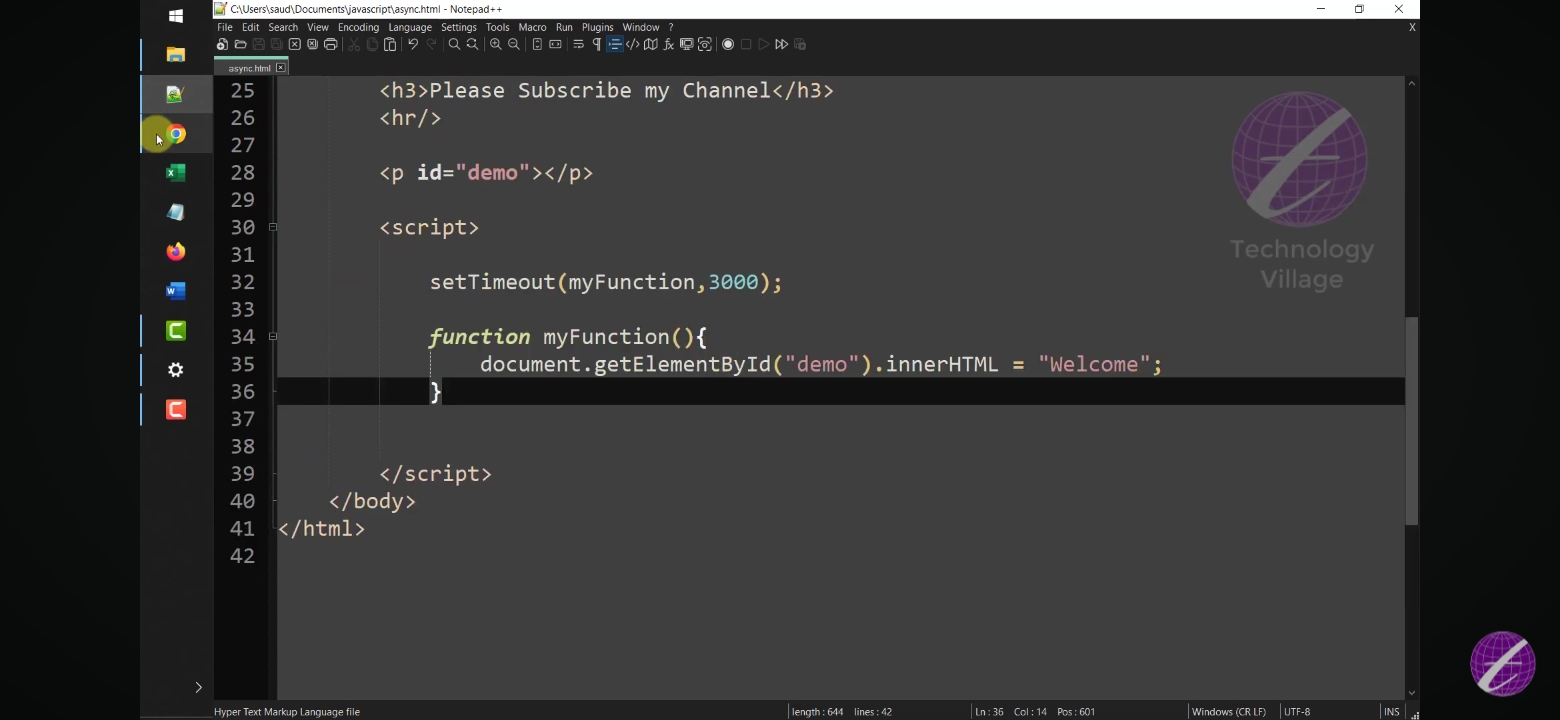 C:\Users\saud\Documents\javascript\async.html - Notepad++
File Edit Search View Encoding Language Settings Tools Macro Run Plugins Window ? X
async.html
25 <h3>Please Subscribe my Channel</h3>
26 <hr/>
27
28 <p id="demo"></p>
29
30 <script>
31
32 setTimeout(myFunction,3000);
33
34 function myFunction(){
35 document.getElementById("demo").innerHTML = "Welcome";
36 }
37
38
39 </script>
40 </body>
41 </html>
42
Technology
Village
Hyper Text Markup Language file length : 644 lines : 42 Ln : 36 Col : 14 Pos : 601 Windows (CR LF) UTF-8 INS